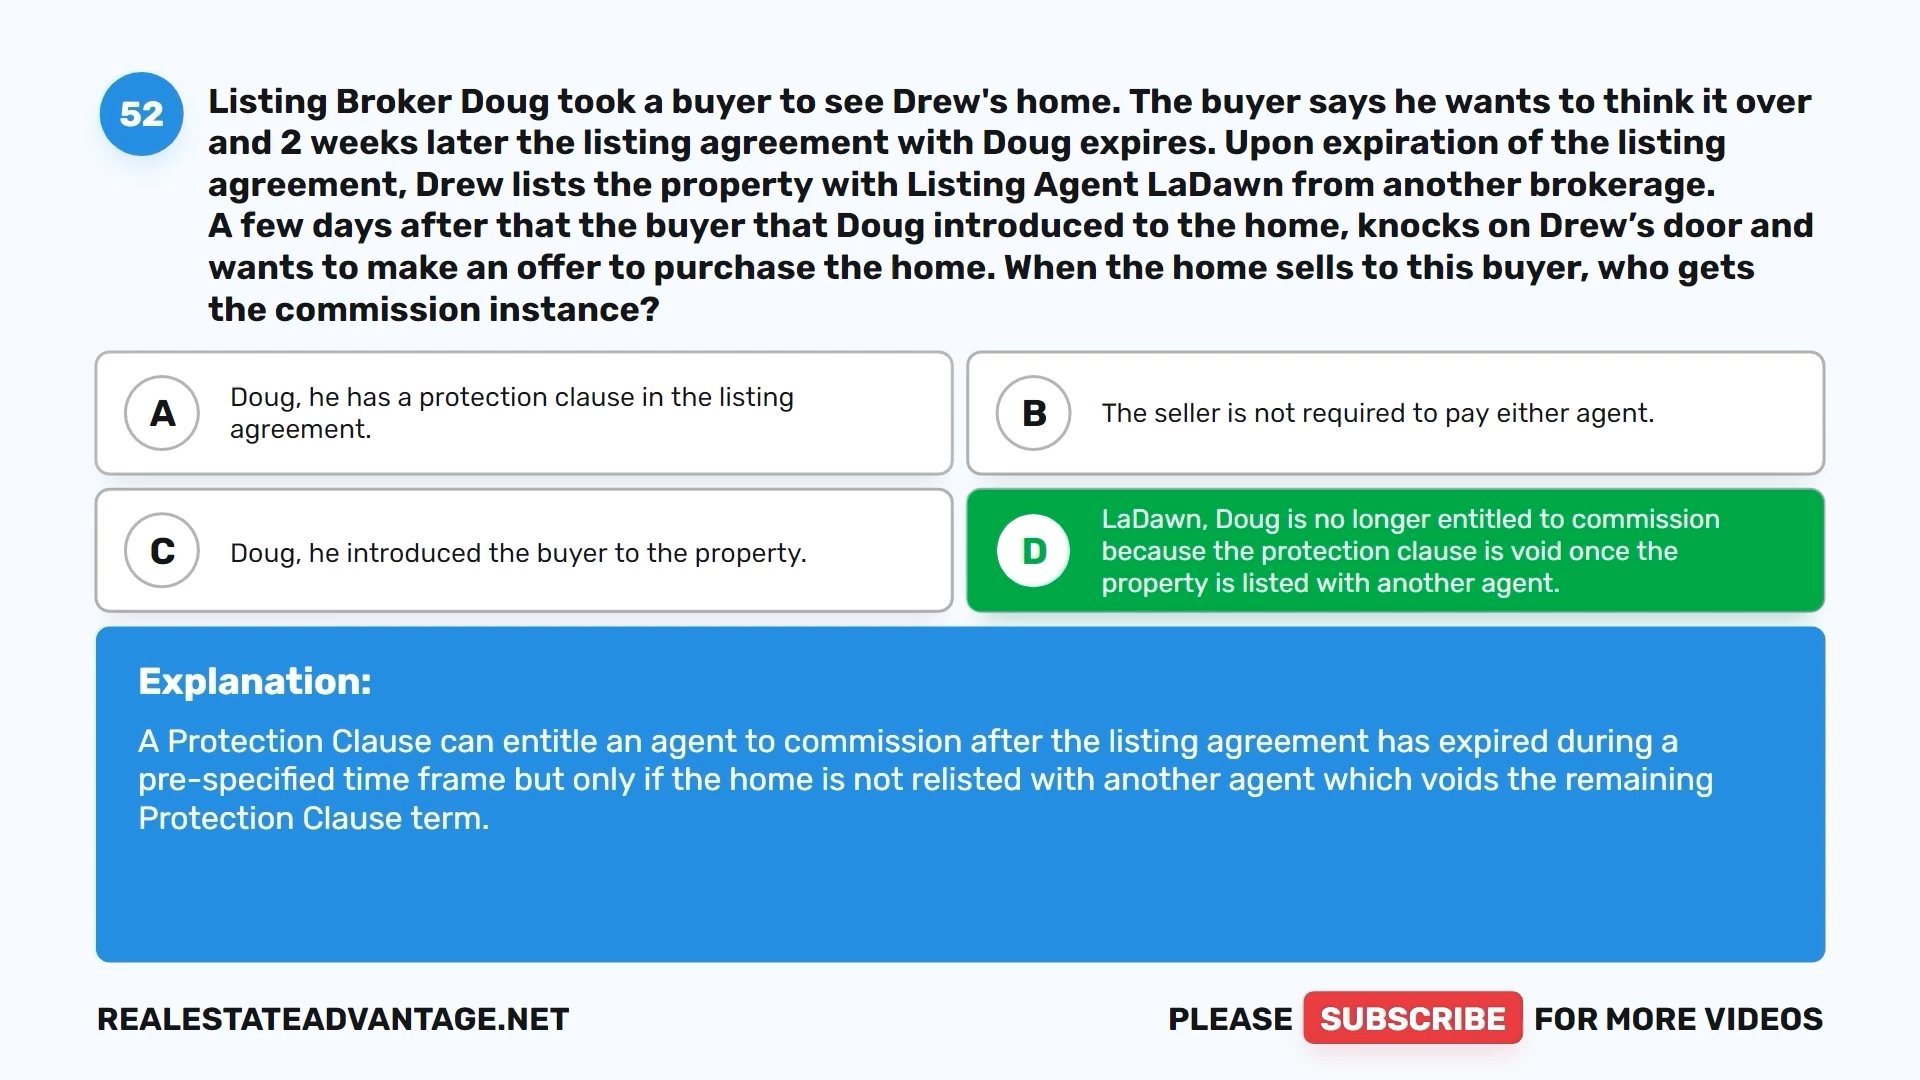 52
Listing Broker Doug took a buyer to see Drew's home. The buyer says he wants to think it over
and 2 weeks later the listing agreement with Doug expires. Upon expiration of the listing
agreement, Drew lists the property with Listing Agent LaDawn from another brokerage.
A few days after that the buyer that Doug introduced to the home, knocks on Drew’s door and
wants to make an offer to purchase the home. When the home sells to this buyer, who gets
the commission instance?
A
Doug, he has a protection clause in the listing
agreement.
B
The seller is not required to pay either agent.
C
Doug, he introduced the buyer to the property.
D
LaDawn, Doug is no longer entitled to commission
because the protection clause is void once the
property is listed with another agent.
Explanation:
A Protection Clause can entitle an agent to commission after the listing agreement has expired during a
pre-specified time frame but only if the home is not relisted with another agent which voids the remaining
Protection Clause term.
REALESTATEADVANTAGE.NET
PLEASE SUBSCRIBE FOR MORE VIDEOS